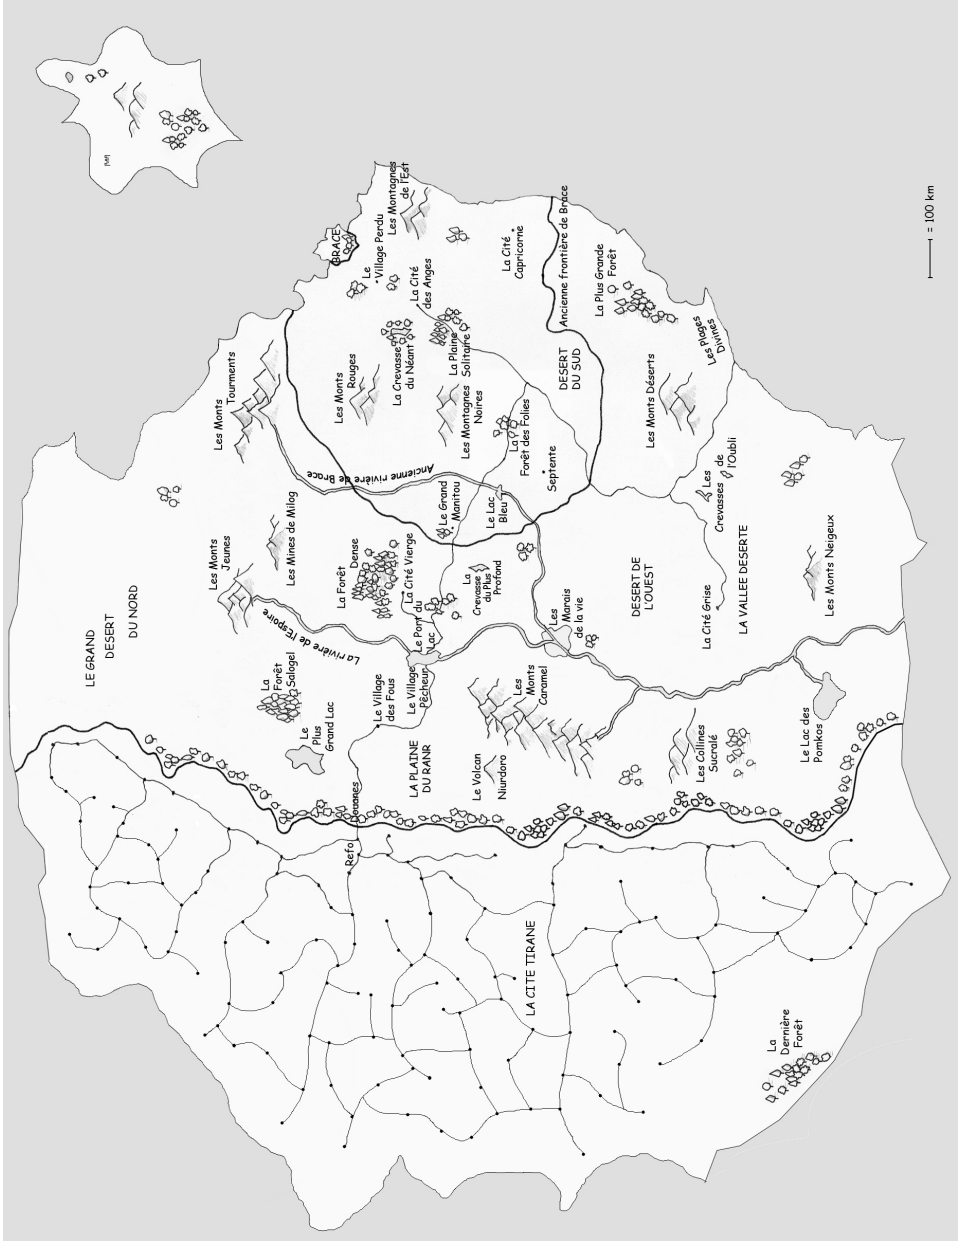 LE GRAND
DESERT
DU NORD
Les Monts
Jeunes
Les Monts
Tourments
La
Forêt
Salogel
Les Mines de Milog
La rivière de l'Espoire
Le
Plus
Grand Lac
BRACE
Les Monts
Rouges
La Forêt
Dense
Refo
Douanes
Le
Village Perdu
Le Village
des Fous
Les Montagnes
de l'Est
La Crevasse
du Néant
Ancienne rivière de Brace
La Cité Vierge
Le Village
Pêcheur
Le Port du
Lac
LA PLAINE
DU RANR
La Cité
des Anges
Le Grand
Manitou
La Plaine
Solitaire
Les Montagnes
Noires
La
Crevasse
du Plus
Profond
Le Lac
Bleu
Le Volcan
Niurdoro
La Cité
Capricorne
La
Forêt des Folies
Les
Monts
Caramel
LA CITE TIRANE
Septente
Les
Marais
de la vie
Ancienne frontière de Brace
DESERT
DU SUD
La Plus Grande
Forêt
DESERT DE
L'OUEST
Les Monts Déserts
Les Plages
Divines
Les Collines
Sucralé
La Cité Grise
Les
Crevasses
de
l'Oubli
LA VALLEE DESERTE
La
Dernière
Forêt
Le Lac des
Pomkos
Les Monts Neigeux
= 100 km